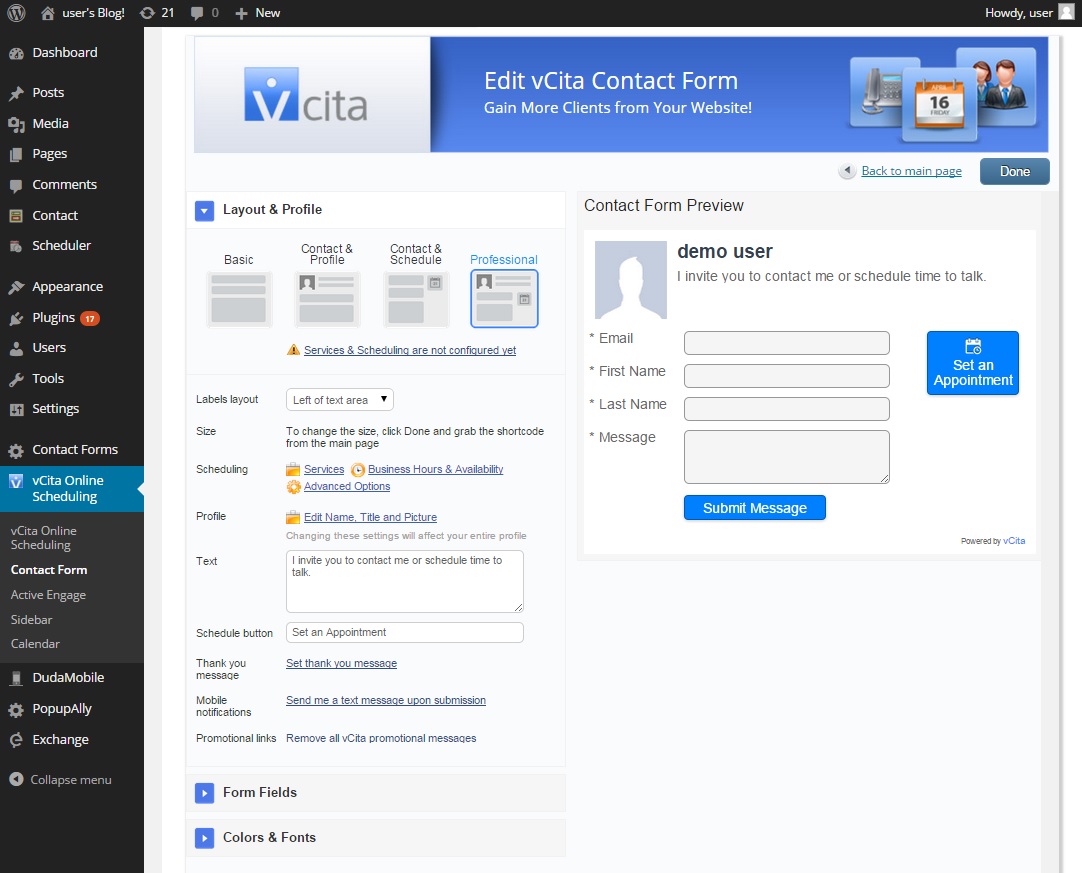 user's Blog!
21
0
New
Howdy, user
Dashboard
Posts
Media
Pages
Comments
Contact
Scheduler
Appearance
Plugins 17
Users
Tools
Settings
Contact Forms
vCita Online
Scheduling
vCita Online
Scheduling
Contact Form
Active Engage
Sidebar
Calendar
DudaMobile
PopupAlly
Exchange
Collapse menu
vcita
Edit vCita Contact Form
Gain More Clients from Your Website!
APRIL
16
FRIDAY
Back to main page
Done
Layout & Profile
Basic
Contact &
Profile
Contact &
Schedule
Professional
Services & Scheduling are not configured yet
Labels layout
Left of text area
Size
To change the size, click Done and grab the shortcode
from the main page
Scheduling
Services Business Hours & Availability
Advanced Options
Profile
Edit Name, Title and Picture
Changing these settings will affect your entire profile
Text
I invite you to contact me or schedule time to
talk.
Schedule button
Set an Appointment
Thank you
message
Set thank you message
Mobile
notifications
Send me a text message upon submission
Promotional links
Remove all vCita promotional messages
Form Fields
Colors & Fonts
Contact Form Preview
demo user
I invite you to contact me or schedule time to talk.
* Email
* First Name
* Last Name
* Message
Set an
Appointment
Submit Message
Powered by vCita